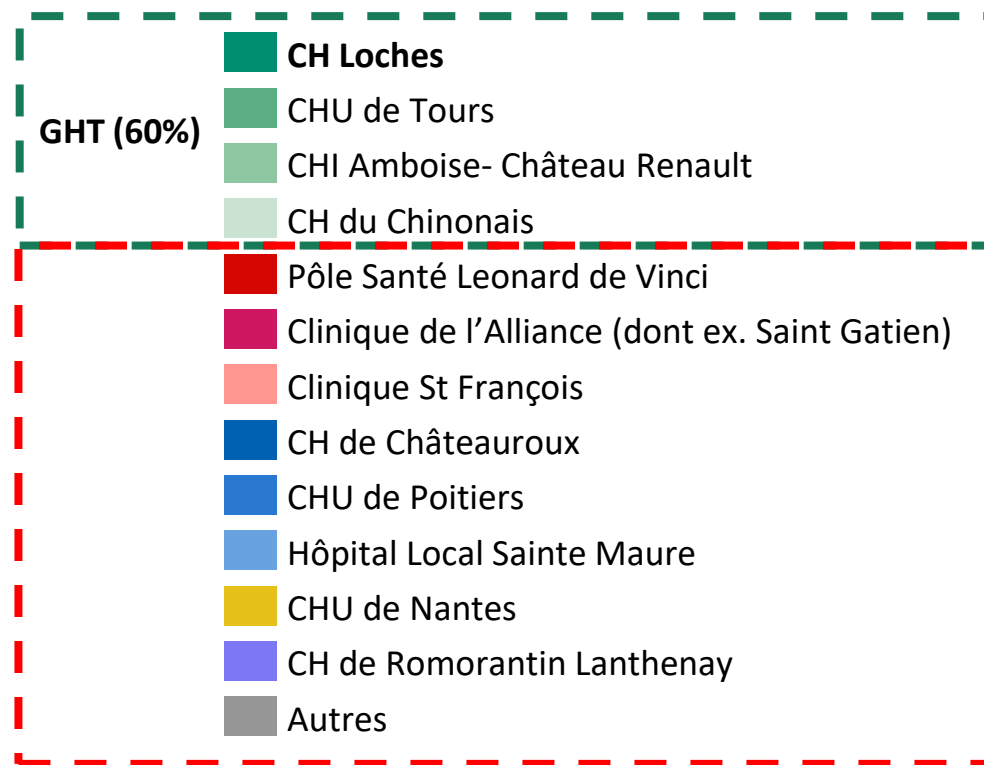 CH Loches
CHU de Tours
GHT (60%)
CHI Amboise- Château Renault
CH du Chinonais
Pôle Santé Leonard de Vinci
Clinique de l’Alliance (dont ex. Saint Gatien)
Clinique St François
CH de Châteauroux
CHU de Poitiers
Hôpital Local Sainte Maure
CHU de Nantes
CH de Romorantin Lanthenay
Autres